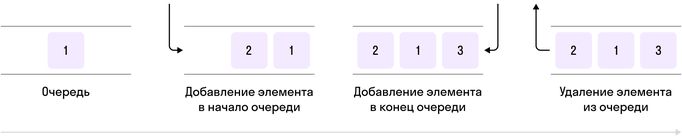 1
2 1
2 1 3
2 1 3
Очередь
Добавление элемента
в начало очереди
Добавление элемента
в конец очереди
Удаление элемента
из очереди